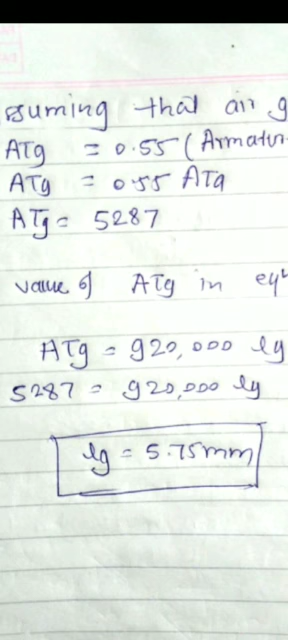 ssuming that air g
ATg = 0.55 (Armatur
ATg = 0.55 ATa
ATg = 5287
value of ATg in eqⁿ
ATg = 920,000 lg
5287 = 920,000 lg
lg = 5.75mm